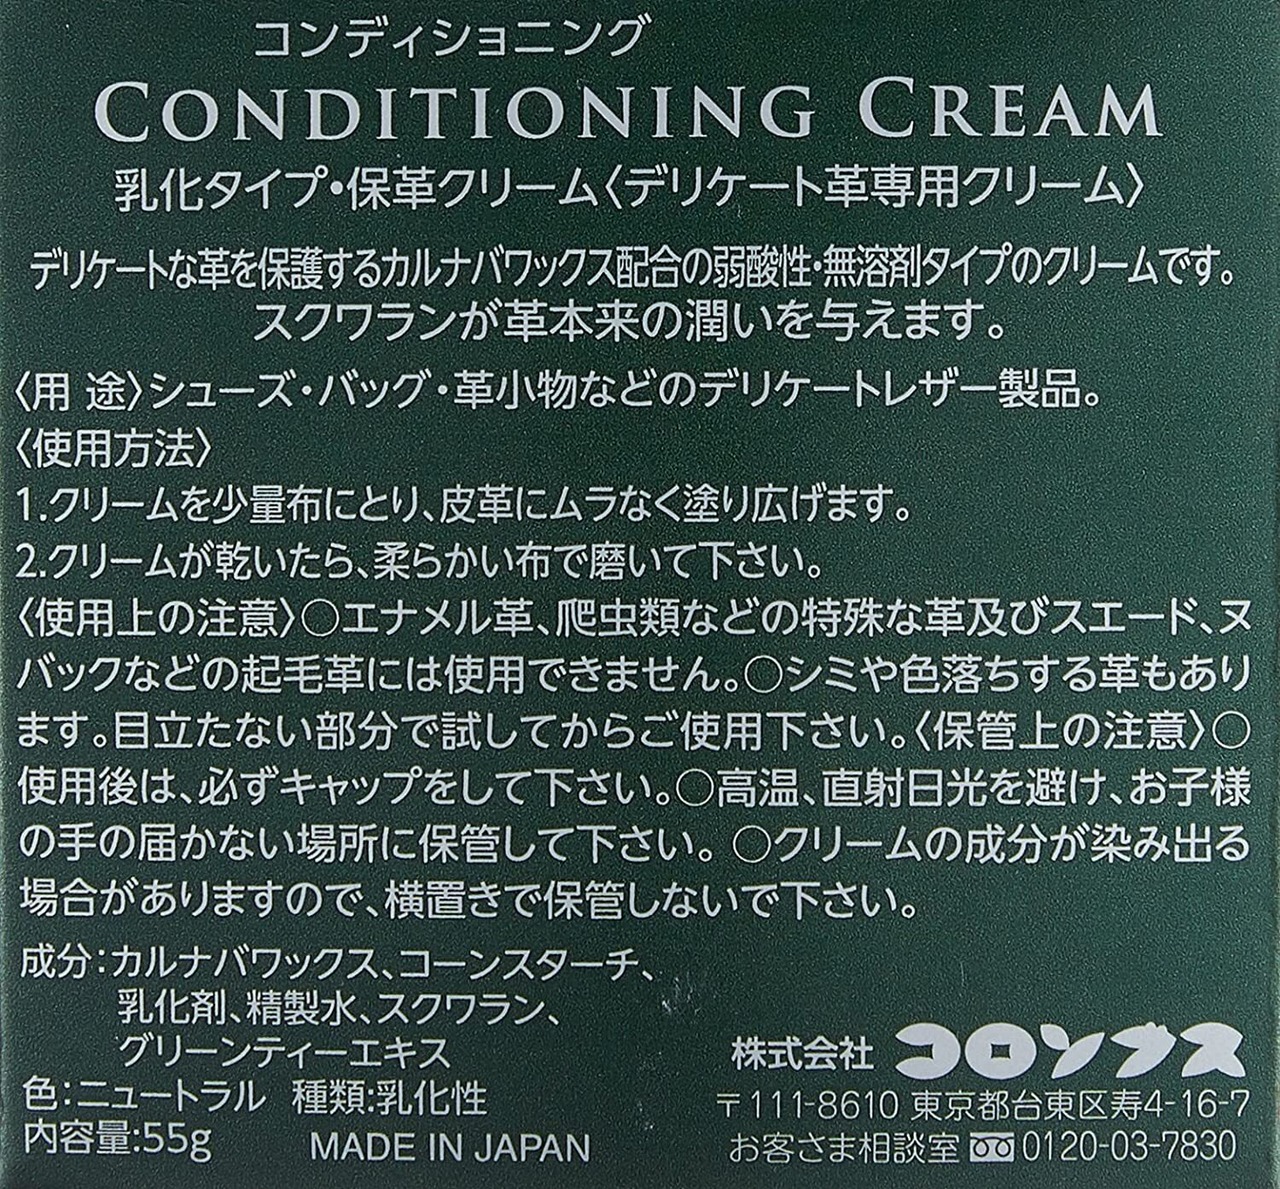 コンディショニング
CONDITIONING CREAM
乳化タイプ・保革クリーム〈デリケート革専用クリーム〉
デリケートな革を保護するカルナバワックス配合の弱酸性・無溶剤タイプのクリームです。
スクワランが革本来の潤いを与えます。
〈用 途〉シューズ・バッグ・革小物などのデリケートレザー製品。
〈使用方法〉
1.クリームを少量布にとり、皮革にムラなく塗り広げます。
2.クリームが乾いたら、柔らかい布で磨いて下さい。
〈使用上の注意〉○エナメル革、爬虫類などの特殊な革及びスエード、ヌ
バックなどの起毛革には使用できません。○シミや色落ちする革もあり
ます。目立たない部分で試してからご使用下さい。〈保管上の注意〉○
使用後は、必ずキャップをして下さい。○高温、直射日光を避け、お子様
の手の届かない場所に保管して下さい。○クリームの成分が染み出る
場合がありますので、横置きで保管しないで下さい。
成分：カルナバワックス、コーンスターチ、
乳化剤、精製水、スクワラン、
グリーンティーエキス
色：ニュートラル 種類:乳化性
内容量:55g MADE IN JAPAN
株式会社 コロンブス
〒111-8610 東京都台東区寿4-16-7
お客さま相談室 0120-03-7830